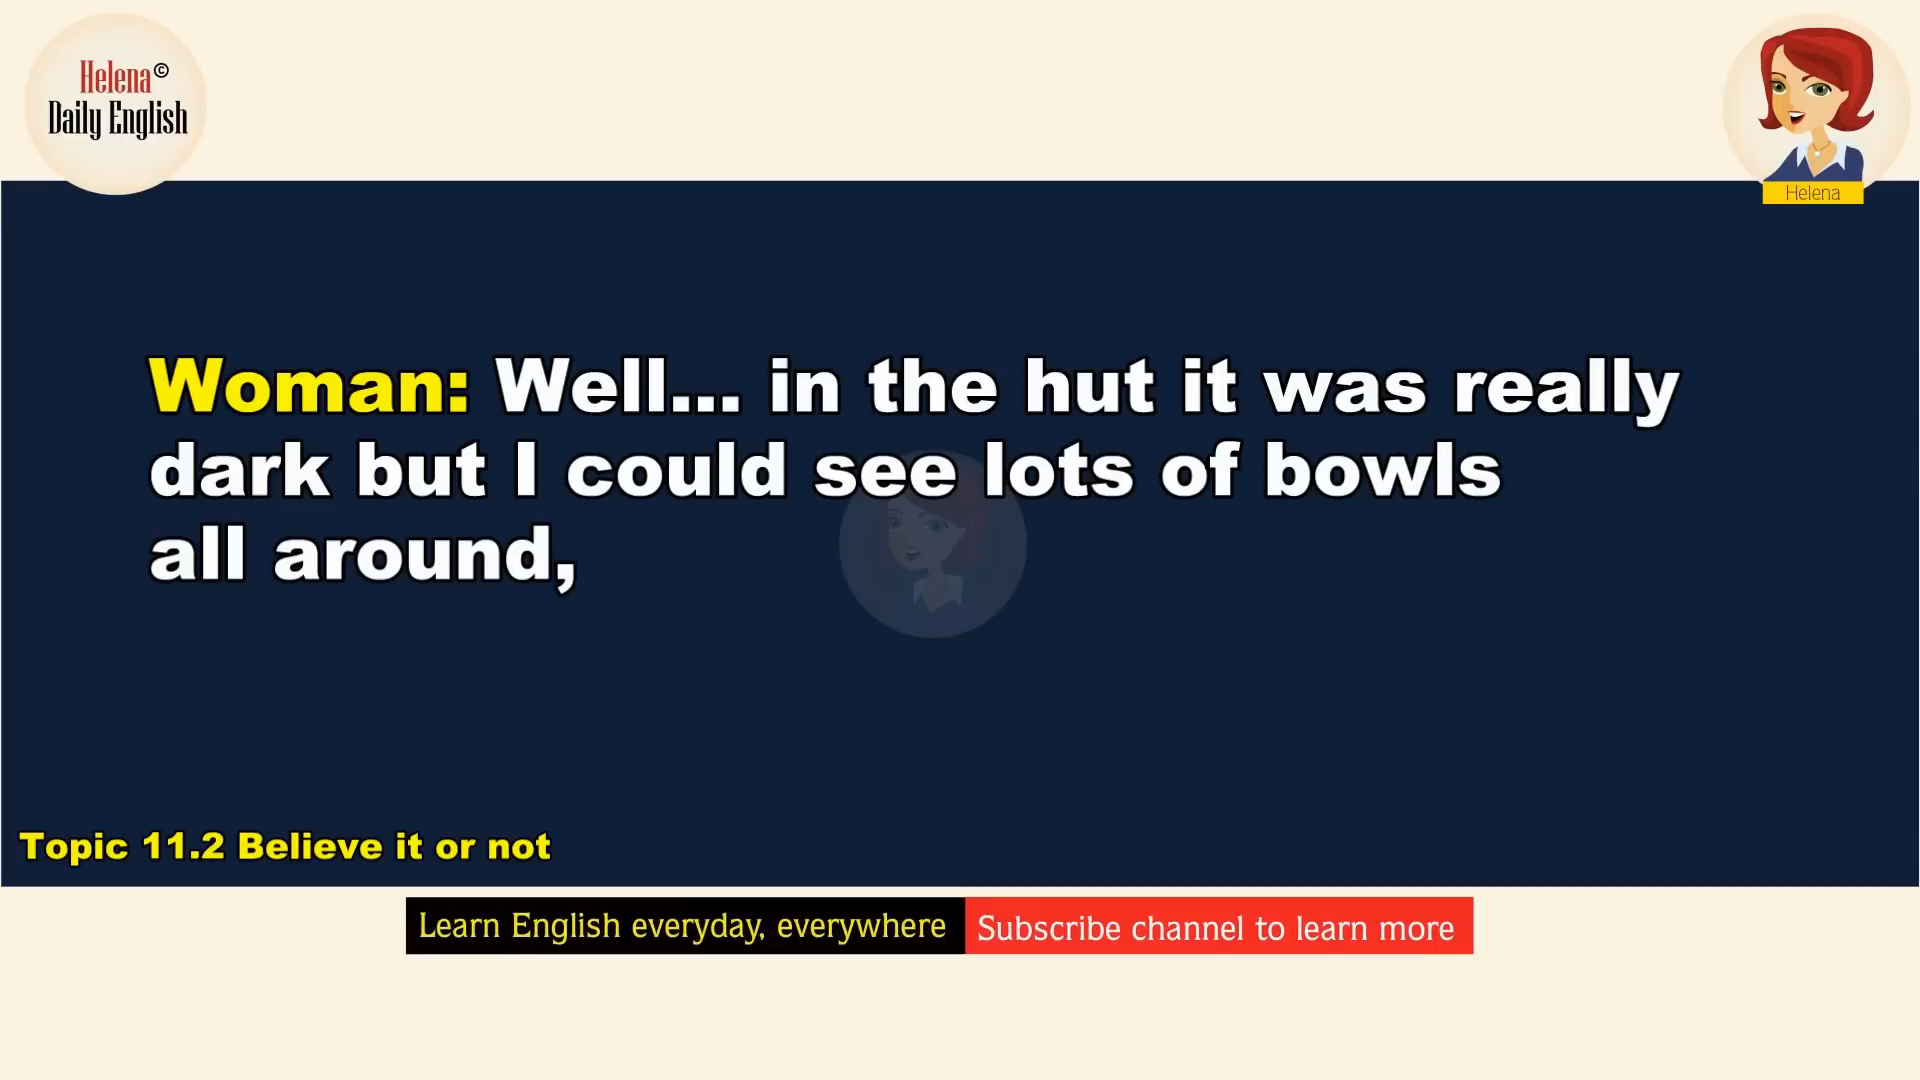 Helena©
Daily English
Helena
Woman: Well... in the hut it was really
dark but I could see lots of bowls
all around,
Topic 11.2 Believe it or not
Learn English everyday, everywhere
Subscribe channel to learn more